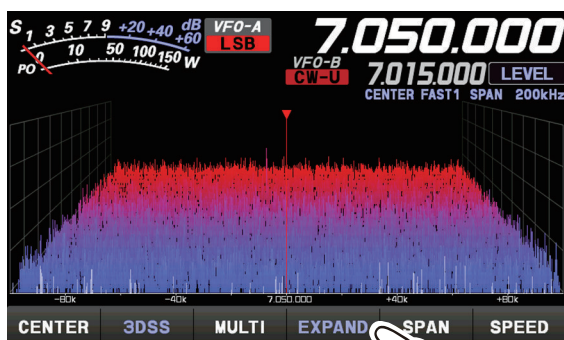 S 1 3 5 7 9 +20 +40 +60 dB
PO 0 10 50 100 150 W
VFO-A
LSB
7.050.000
VFO-B
CW-U
7.015.000
LEVEL
CENTER FAST1 SPAN 200kHz
-80k -40k 7.050.000 +40k +80k
CENTER 3DSS MULTI EXPAND SPAN SPEED